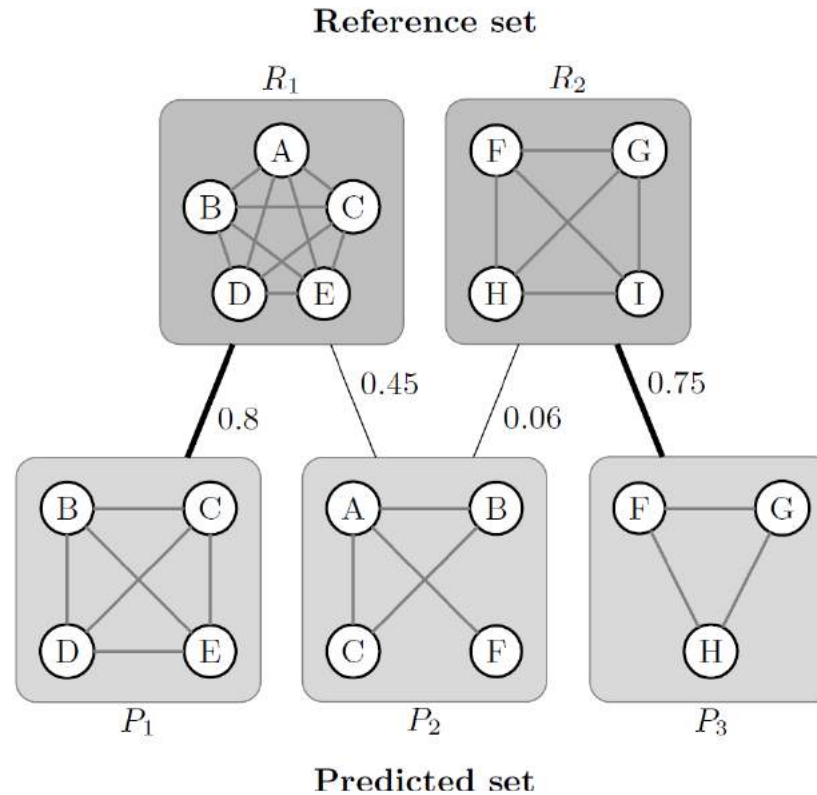 Reference set
R1 R2
A
F G
B C
D E
H I
0.8 0.45 0.06 0.75
B C A B F G
D E C F H
P1 P2 P3
Predicted set